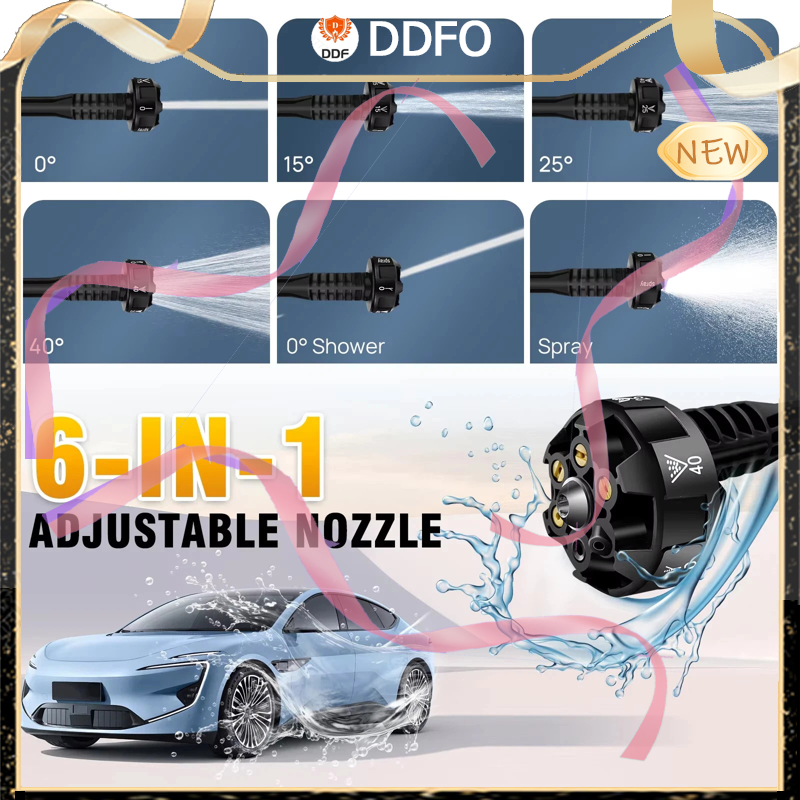 DDF DDFO
NEW
0°
15°
25°
40°
0° Shower
Spray
6-IN-1
40
ADJUSTABLE NOZZLE